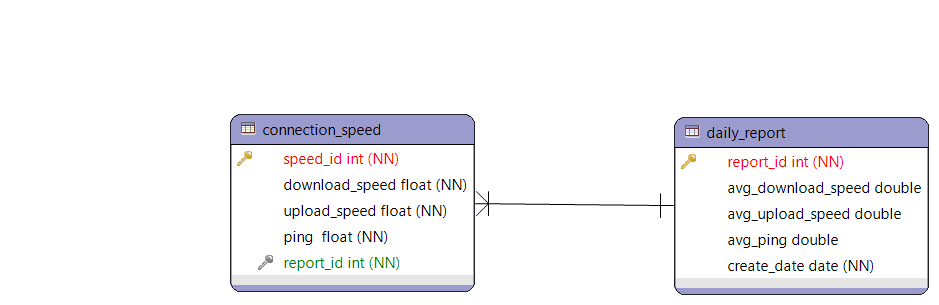 connection_speed
speed_id int (NN)
download_speed float (NN)
upload_speed float (NN)
ping  float (NN)
report_id int (NN)
daily_report
report_id int (NN)
avg_download_speed double
avg_upload_speed double
avg_ping double
create_date date (NN)